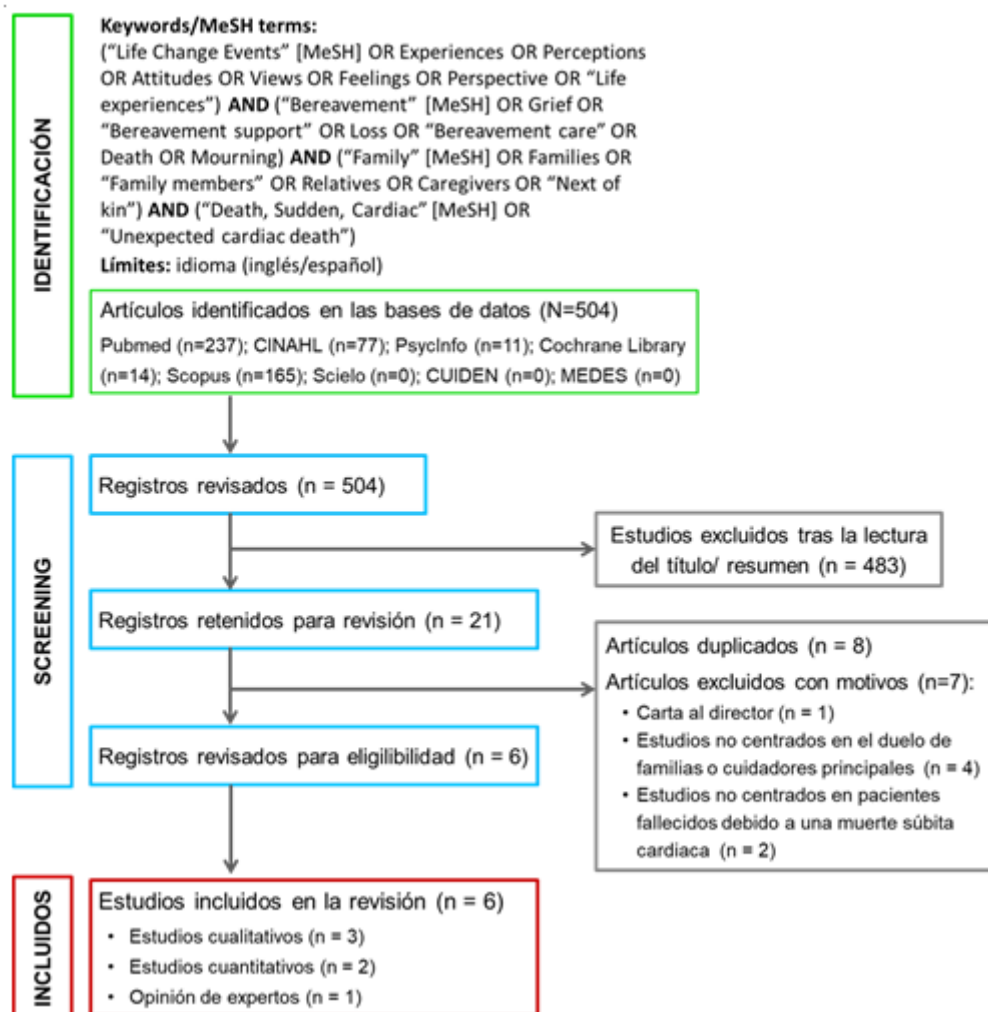 IDENTIFICACIÓN
Keywords/MeSH terms:
("Life Change Events" [MeSH] OR Experiences OR Perceptions
OR Attitudes OR Views OR Feelings OR Perspective OR "Life
experiences") AND ("Bereavement" [MeSH] OR Grief OR
"Bereavement support" OR Loss OR "Bereavement care" OR
Death OR Mourning) AND ("Family" [MeSH] OR Families OR
"Family members" OR Relatives OR Caregivers OR "Next of
kin") AND ("Death, Sudden, Cardiac" [MeSH] OR
"Unexpected cardiac death")
Límites: idioma (inglés/español)
Artículos identificados en las bases de datos (N=504)
Pubmed (n=237); CINAHL (n=77); PsycInfo (n=11); Cochrane Library
(n=14); Scopus (n=165); Scielo (n=0); CUIDEN (n=0); MEDES (n=0)
SCREENING
Registros revisados (n = 504)
Estudios excluidos tras la lectura
del título/ resumen (n = 483)
Registros retenidos para revisión (n = 21)
Artículos duplicados (n = 8)
Artículos excluidos con motivos (n=7):
• Carta al director (n = 1)
• Estudios no centrados en el duelo de
familias o cuidadores principales (n = 4)
• Estudios no centrados en pacientes
fallecidos debido a una muerte súbita
cardiaca (n = 2)
Registros revisados para eligilibilidad (n = 6)
INCLUIDOS
Estudios incluidos en la revisión (n = 6)
• Estudios cualitativos (n = 3)
• Estudios cuantitativos (n = 2)
• Opinión de expertos (n = 1)